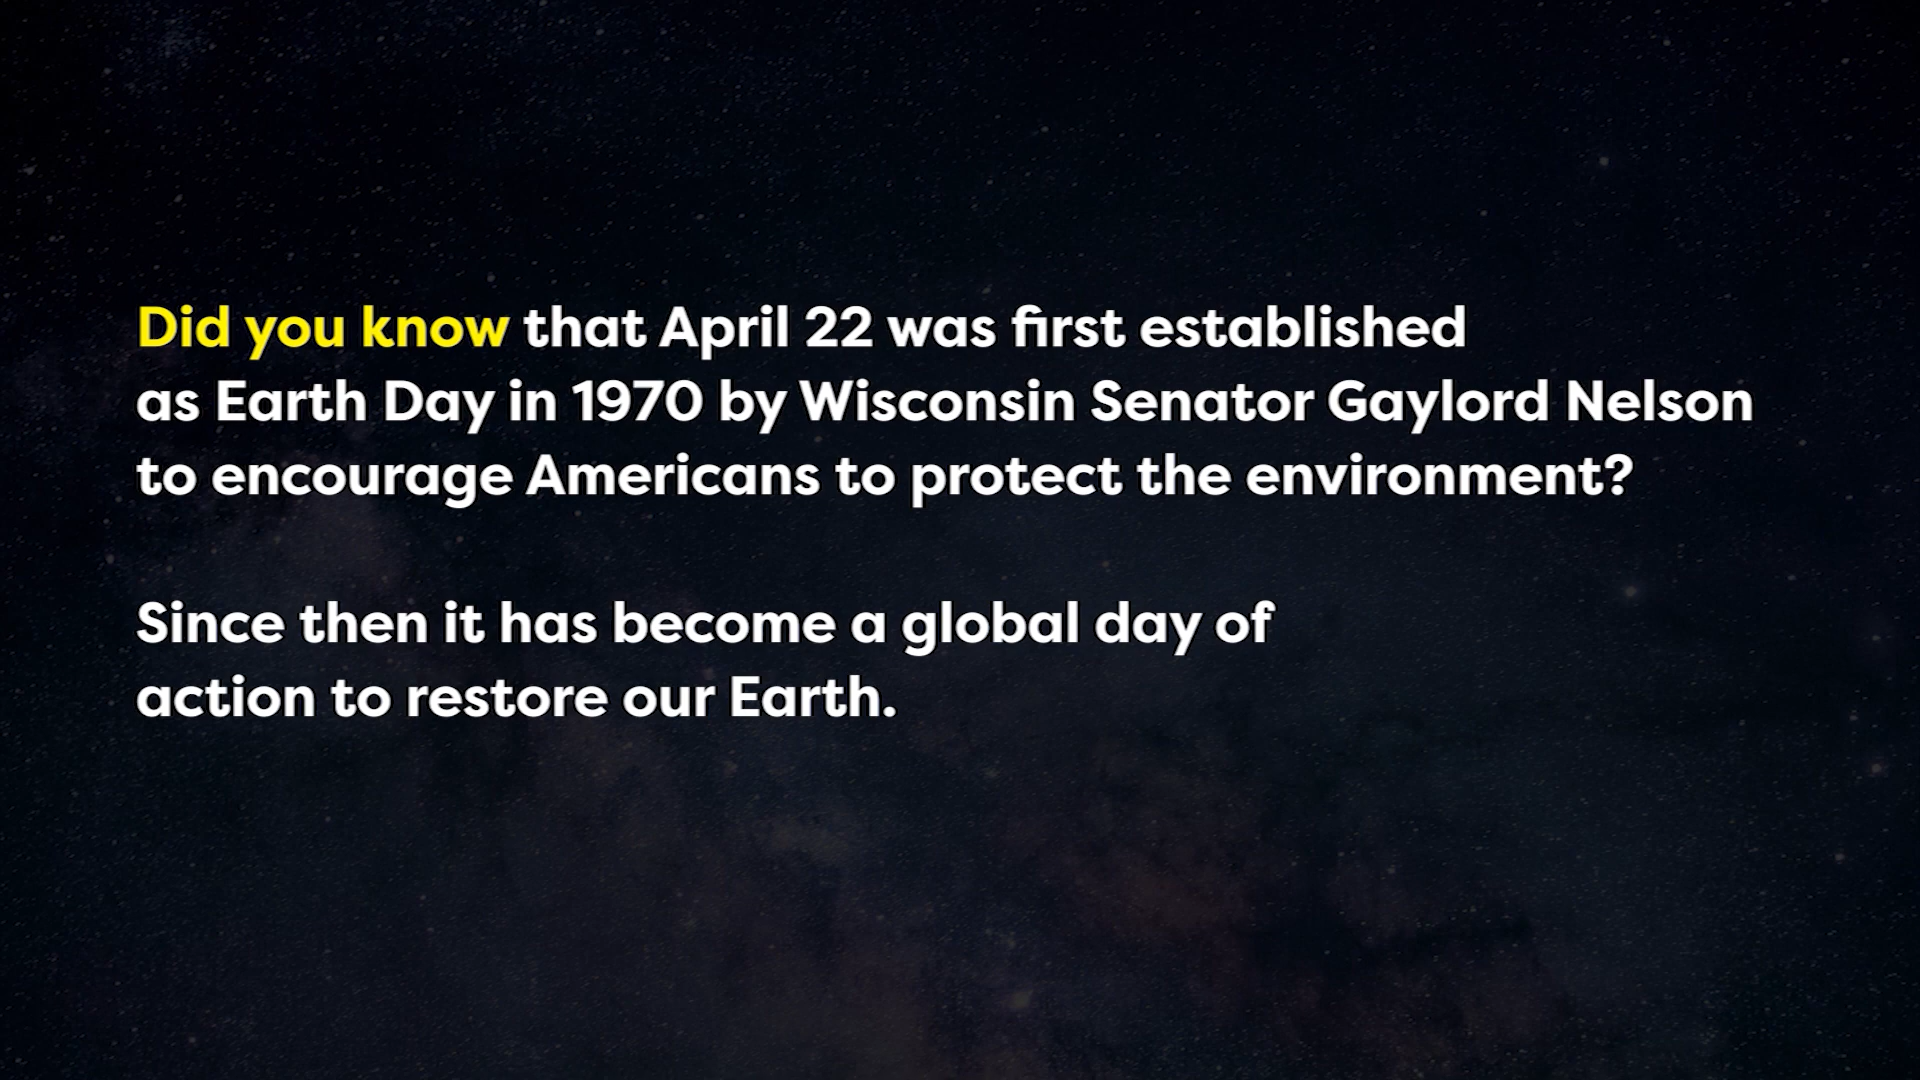 Did you know that April 22 was first established
as Earth Day in 1970 by Wisconsin Senator Gaylord Nelson
to encourage Americans to protect the environment?
Since then it has become a global day of
action to restore our Earth.